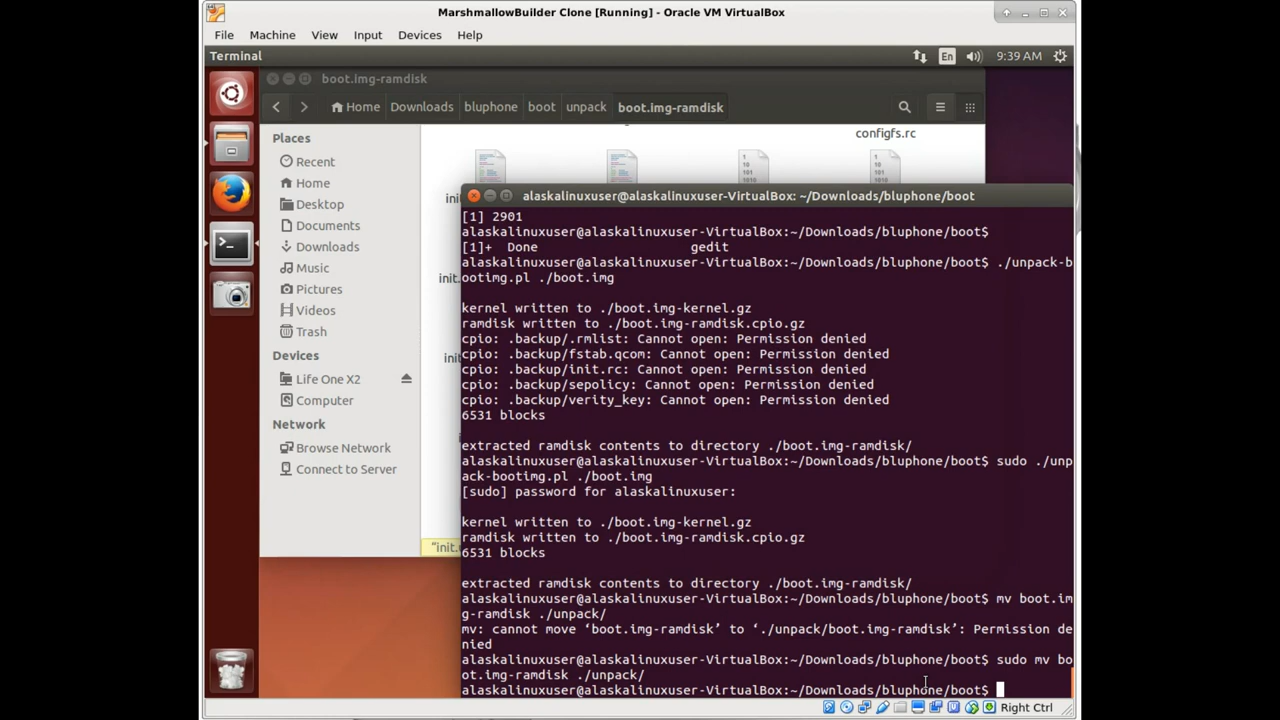 MarshmallowBuilder Clone [Running] - Oracle VM VirtualBox
File Machine View Input Devices Help
Terminal
En
9:39 AM
boot.img-ramdisk
Home Downloads bluphone boot unpack boot.img-ramdisk
Places
Recent
Home
Desktop
Documents
Downloads
Music
Pictures
Videos
Trash
Devices
Life One X2
Computer
Network
Browse Network
Connect to Server
configfs.rc
1
10
101
1010
1
10
101
1010
"init.
alaskalinuxuser@alaskalinuxuser-VirtualBox: ~/Downloads/bluphone/boot
[1] 2901
alaskalinuxuser@alaskalinuxuser-VirtualBox:~/Downloads/bluphone/boot$
[1]+  Done                    gedit
alaskalinuxuser@alaskalinuxuser-VirtualBox:~/Downloads/bluphone/boot$ ./unpack-b
ootimg.pl ./boot.img
kernel written to ./boot.img-kernel.gz
ramdisk written to ./boot.img-ramdisk.cpio.gz
cpio: .backup/.rmlist: Cannot open: Permission denied
cpio: .backup/fstab.qcom: Cannot open: Permission denied
cpio: .backup/init.rc: Cannot open: Permission denied
cpio: .backup/sepolicy: Cannot open: Permission denied
cpio: .backup/verity_key: Cannot open: Permission denied
6531 blocks
extracted ramdisk contents to directory ./boot.img-ramdisk/
alaskalinuxuser@alaskalinuxuser-VirtualBox:~/Downloads/bluphone/boot$ sudo ./unp
ack-bootimg.pl ./boot.img
[sudo] password for alaskalinuxuser:
kernel written to ./boot.img-kernel.gz
ramdisk written to ./boot.img-ramdisk.cpio.gz
6531 blocks
extracted ramdisk contents to directory ./boot.img-ramdisk/
alaskalinuxuser@alaskalinuxuser-VirtualBox:~/Downloads/bluphone/boot$ mv boot.im
g-ramdisk ./unpack/
mv: cannot move ‘boot.img-ramdisk’ to ‘./unpack/boot.img-ramdisk’: Permission de
nied
alaskalinuxuser@alaskalinuxuser-VirtualBox:~/Downloads/bluphone/boot$ sudo mv bo
ot.img-ramdisk ./unpack/
alaskalinuxuser@alaskalinuxuser-VirtualBox:~/Downloads/bluphone/boot$
Right Ctrl